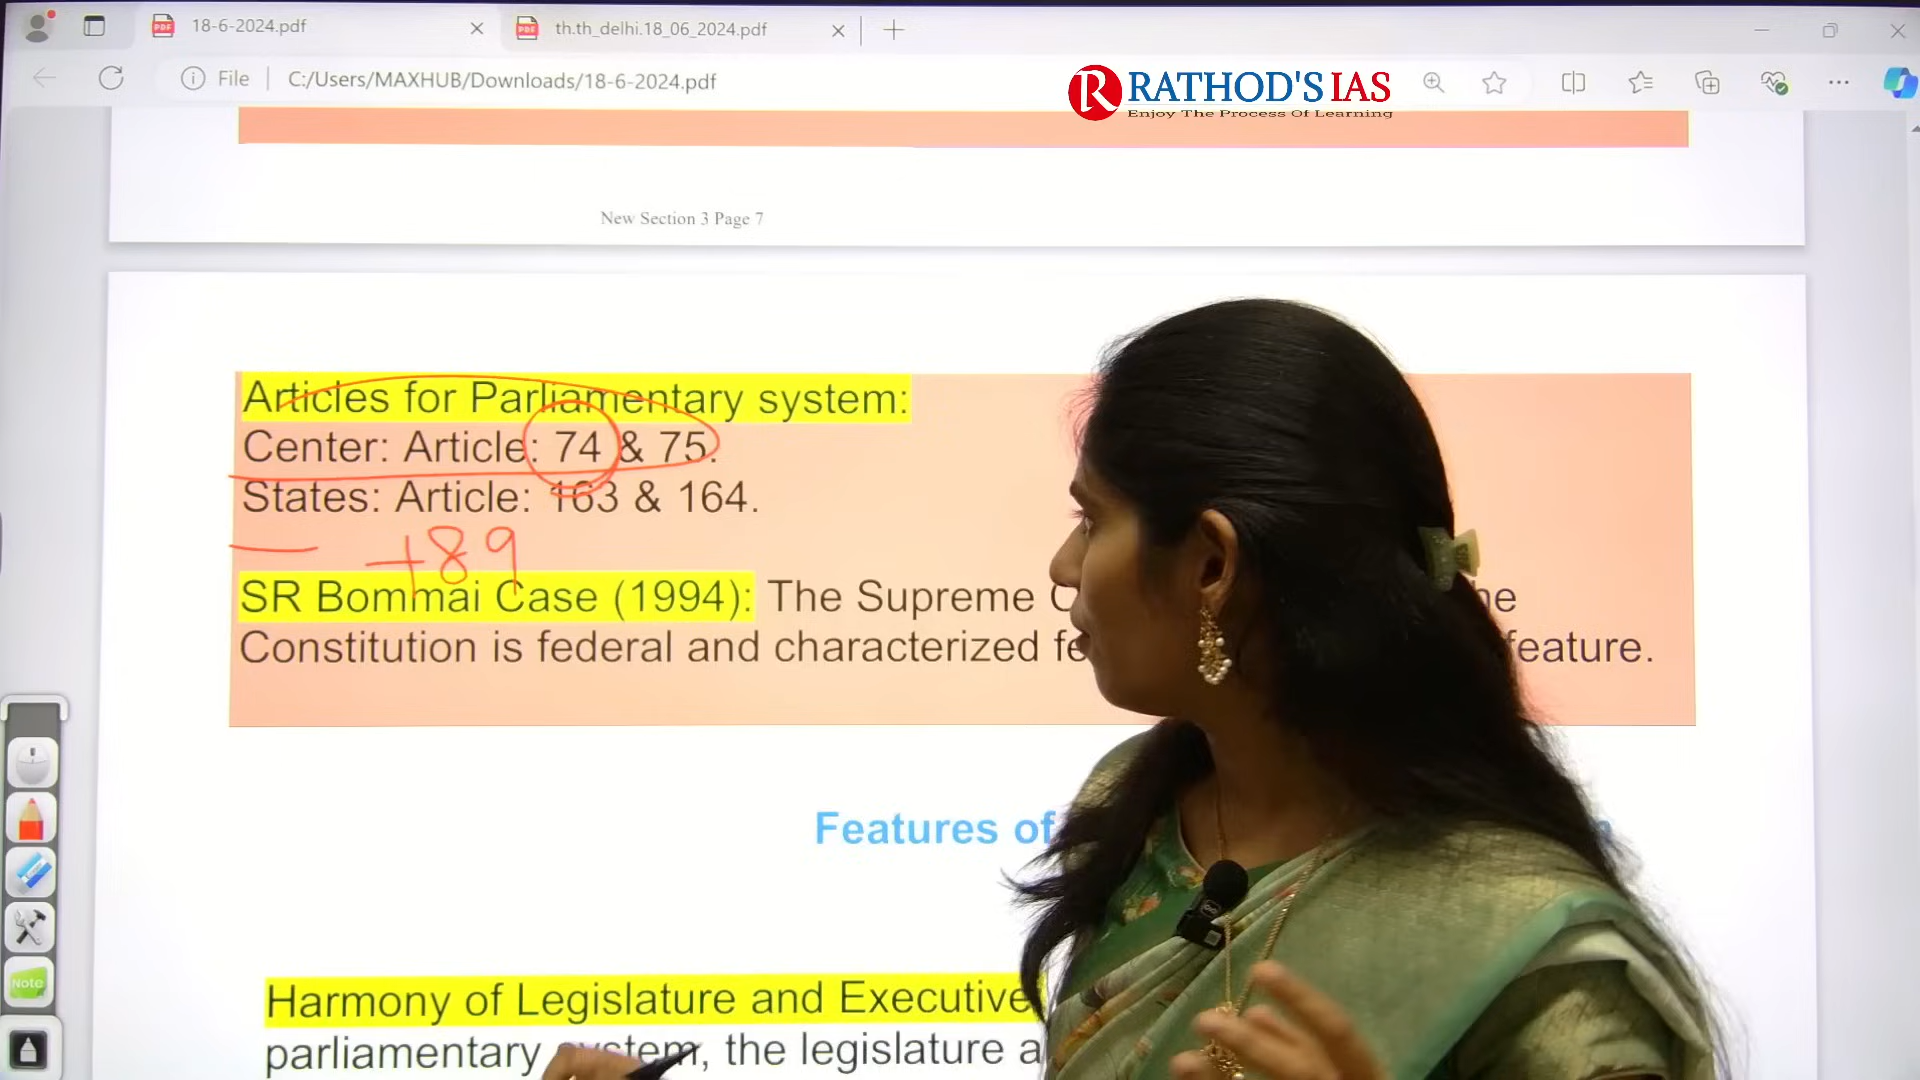 18-6-2024.pdf
th.th_delhi.18_06_2024.pdf
File
C:/Users/MAXHUB/Downloads/18-6-2024.pdf
RATHOD'S IAS
Enjoy The Process Of Learning
New Section 3 Page 7
Articles for Parliamentary system:
Center: Article: 74 & 75.
States: Article: 163 & 164.
+89
SR Bommai Case (1994): The Supreme
Constitution is federal and characterized feature.
Features of
Harmony of Legislature and Executive
parliamentary system, the legislature
Note